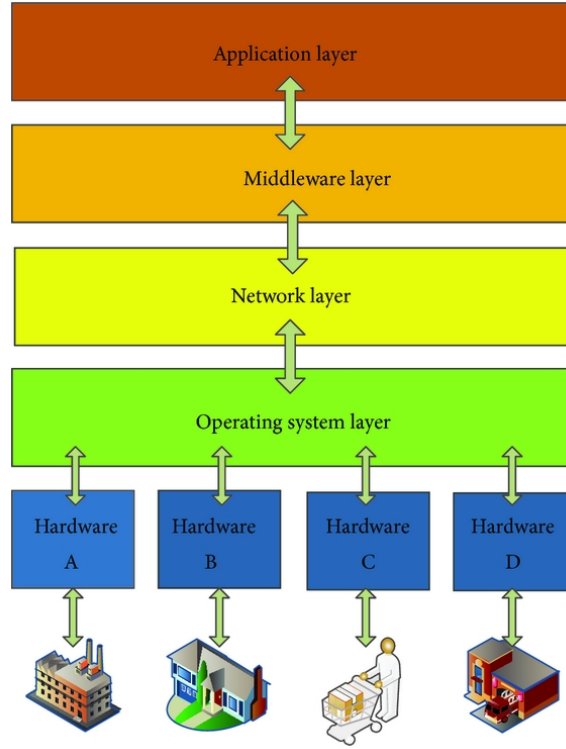 Application layer
Middleware layer
Network layer
Operating system layer
Hardware
A
Hardware
B
Hardware
C
Hardware
D